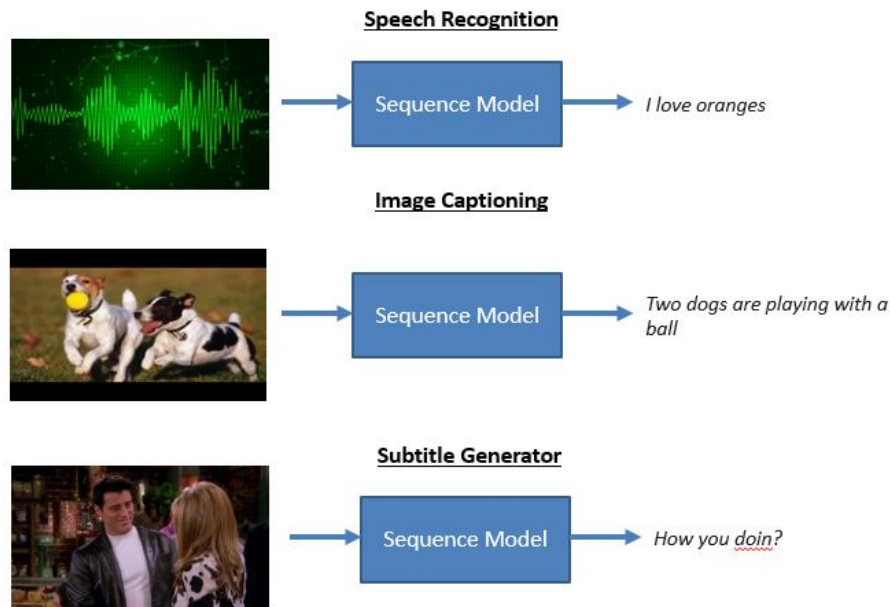 Speech Recognition
Sequence Model
I love oranges
Image Captioning
Sequence Model
Two dogs are playing with a
ball
Subtitle Generator
Sequence Model
How you doin?